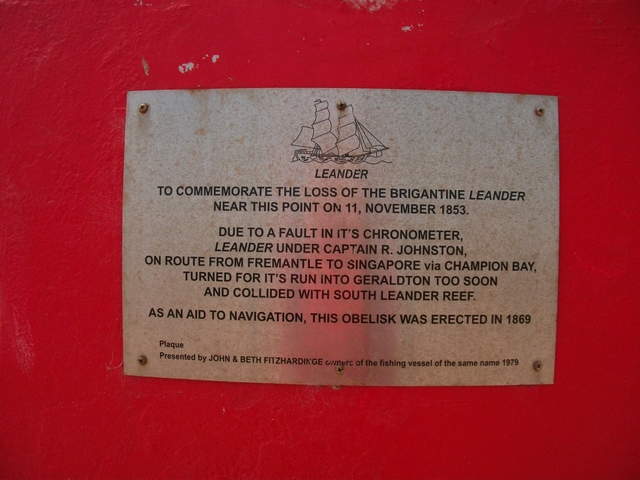 LEANDER
TO COMMEMORATE THE LOSS OF THE BRIGANTINE LEANDER
NEAR THIS POINT ON 11, NOVEMBER 1853.
DUE TO A FAULT IN IT'S CHRONOMETER,
LEANDER UNDER CAPTAIN R. JOHNSTON,
ON ROUTE FROM FREMANTLE TO SINGAPORE via CHAMPION BAY,
TURNED FOR IT'S RUN INTO GERALDTON TOO SOON
AND COLLIDED WITH SOUTH LEANDER REEF.
AS AN AID TO NAVIGATION, THIS OBELISK WAS ERECTED IN 1869
Plaque
Presented by JOHN & BETH FITZHARDINGE owners of the fishing vessel of the same name 1979